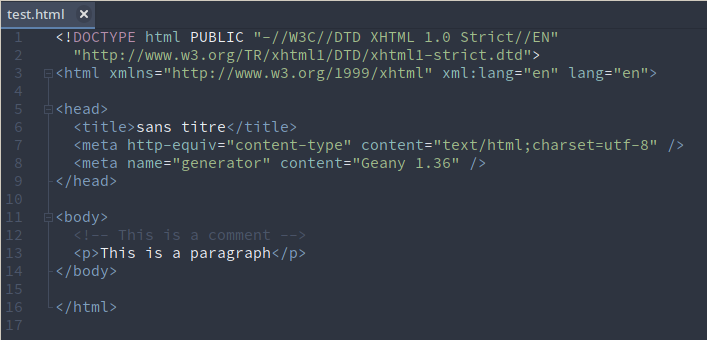 test.html ×
1 <!DOCTYPE html PUBLIC "-//W3C//DTD XHTML 1.0 Strict//EN"
2 "http://www.w3.org/TR/xhtml1/DTD/xhtml1-strict.dtd">
3 <html xmlns="http://www.w3.org/1999/xhtml" xml:lang="en" lang="en">
4
5 <head>
6 <title>sans titre</title>
7 <meta http-equiv="content-type" content="text/html;charset=utf-8" />
8 <meta name="generator" content="Geany 1.36" />
9 </head>
10
11 <body>
12 <!-- This is a comment -->
13 <p>This is a paragraph</p>
14 </body>
15
16 </html>
17